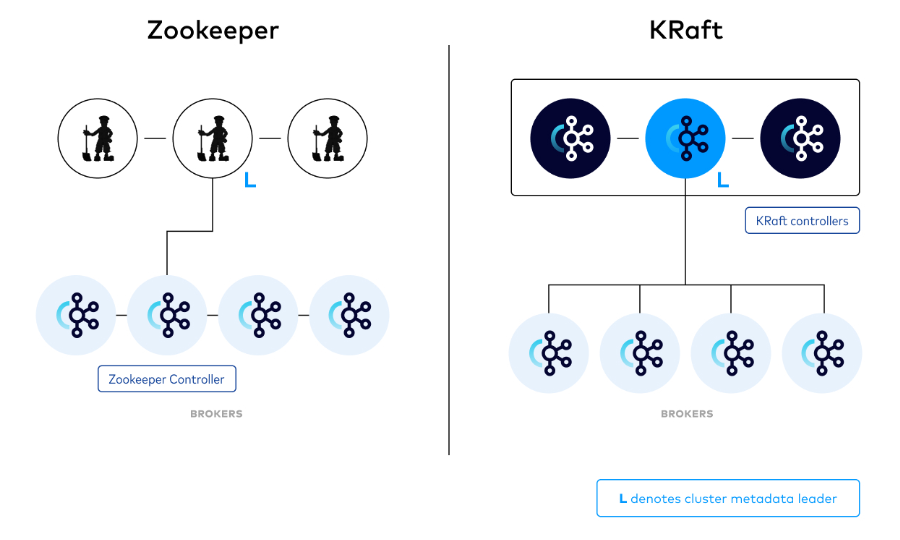 Zookeeper
KRaft
L
L
KRaft controllers
Zookeeper Controller
BROKERS
BROKERS
L denotes cluster metadata leader